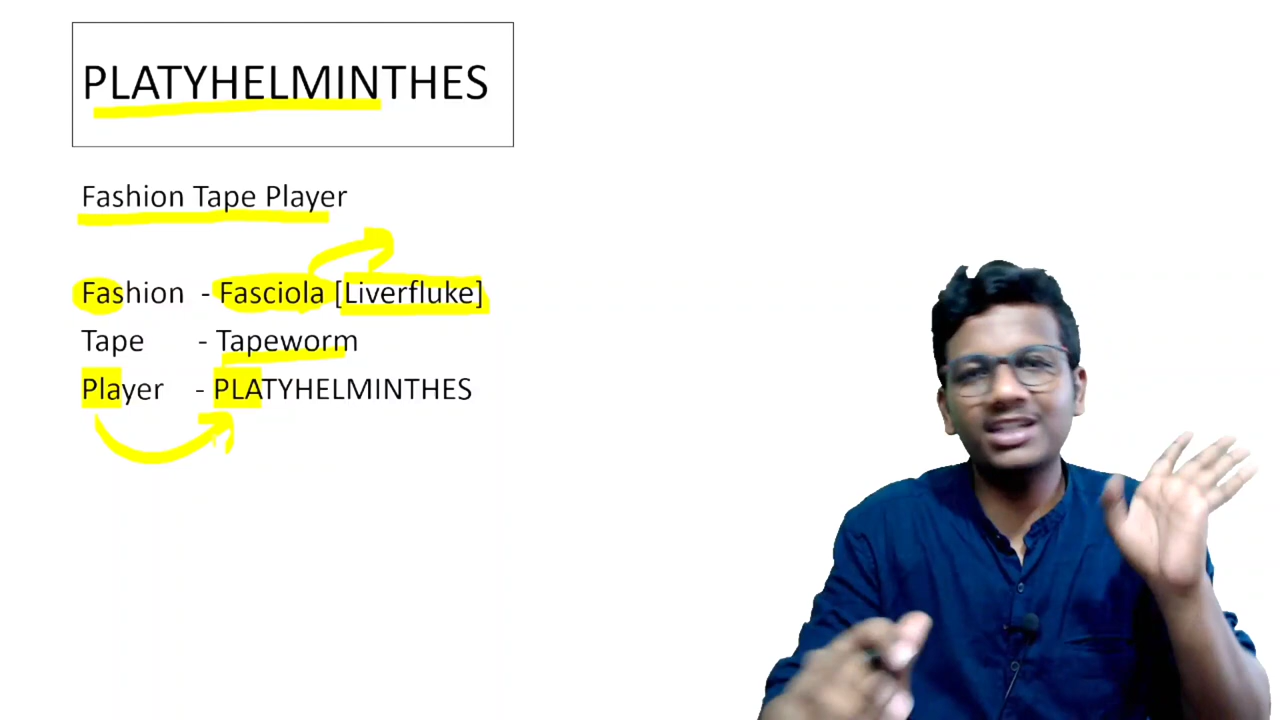 PLATYHELMINTHES
Fashion Tape Player
Fashion - Fasciola [Liverfluke]
Tape - Tapeworm
Player - PLATYHELMINTHES